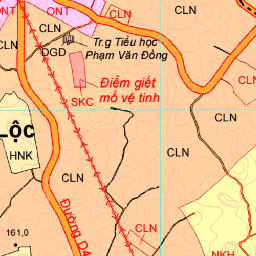 ONT
ONT
CLN
CLN
CLN
DGD
Tr.g Tiểu học
Phạm Văn Đồng
Điểm giết
mổ vệ tinh
SKC
CLN
LỘC
HNK
CLN
CLN
CLN
Đường D4
CLN
161,0
NKH